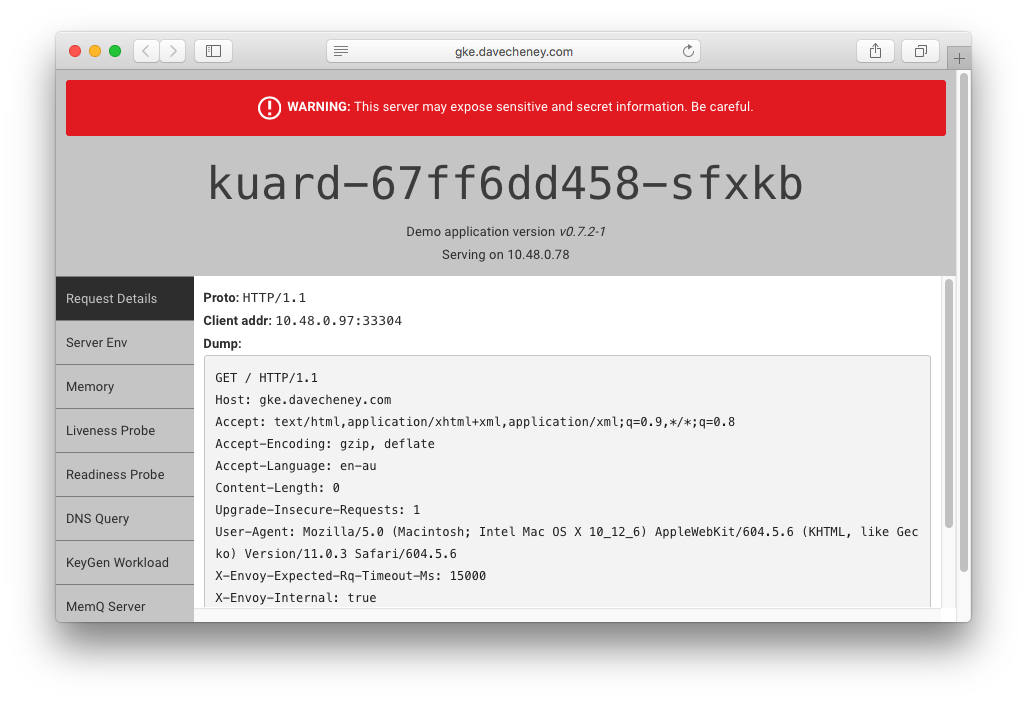 gke.davecheney.com
WARNING: This server may expose sensitive and secret information. Be careful.
kuard-67ff6dd458-sfxkb
Demo application version v0.7.2-1
Serving on 10.48.0.78
Request Details
Server Env
Memory
Liveness Probe
Readiness Probe
DNS Query
KeyGen Workload
MemQ Server
Proto: HTTP/1.1
Client addr: 10.48.0.97:33304
Dump:
GET / HTTP/1.1
Host: gke.davecheney.com
Accept: text/html,application/xhtml+xml,application/xml;q=0.9,*/*;q=0.8
Accept-Encoding: gzip, deflate
Accept-Language: en-au
Content-Length: 0
Upgrade-Insecure-Requests: 1
User-Agent: Mozilla/5.0 (Macintosh; Intel Mac OS X 10_12_6) AppleWebKit/604.5.6 (KHTML, like Gec
ko) Version/11.0.3 Safari/604.5.6
X-Envoy-Expected-Rq-Timeout-Ms: 15000
X-Envoy-Internal: true